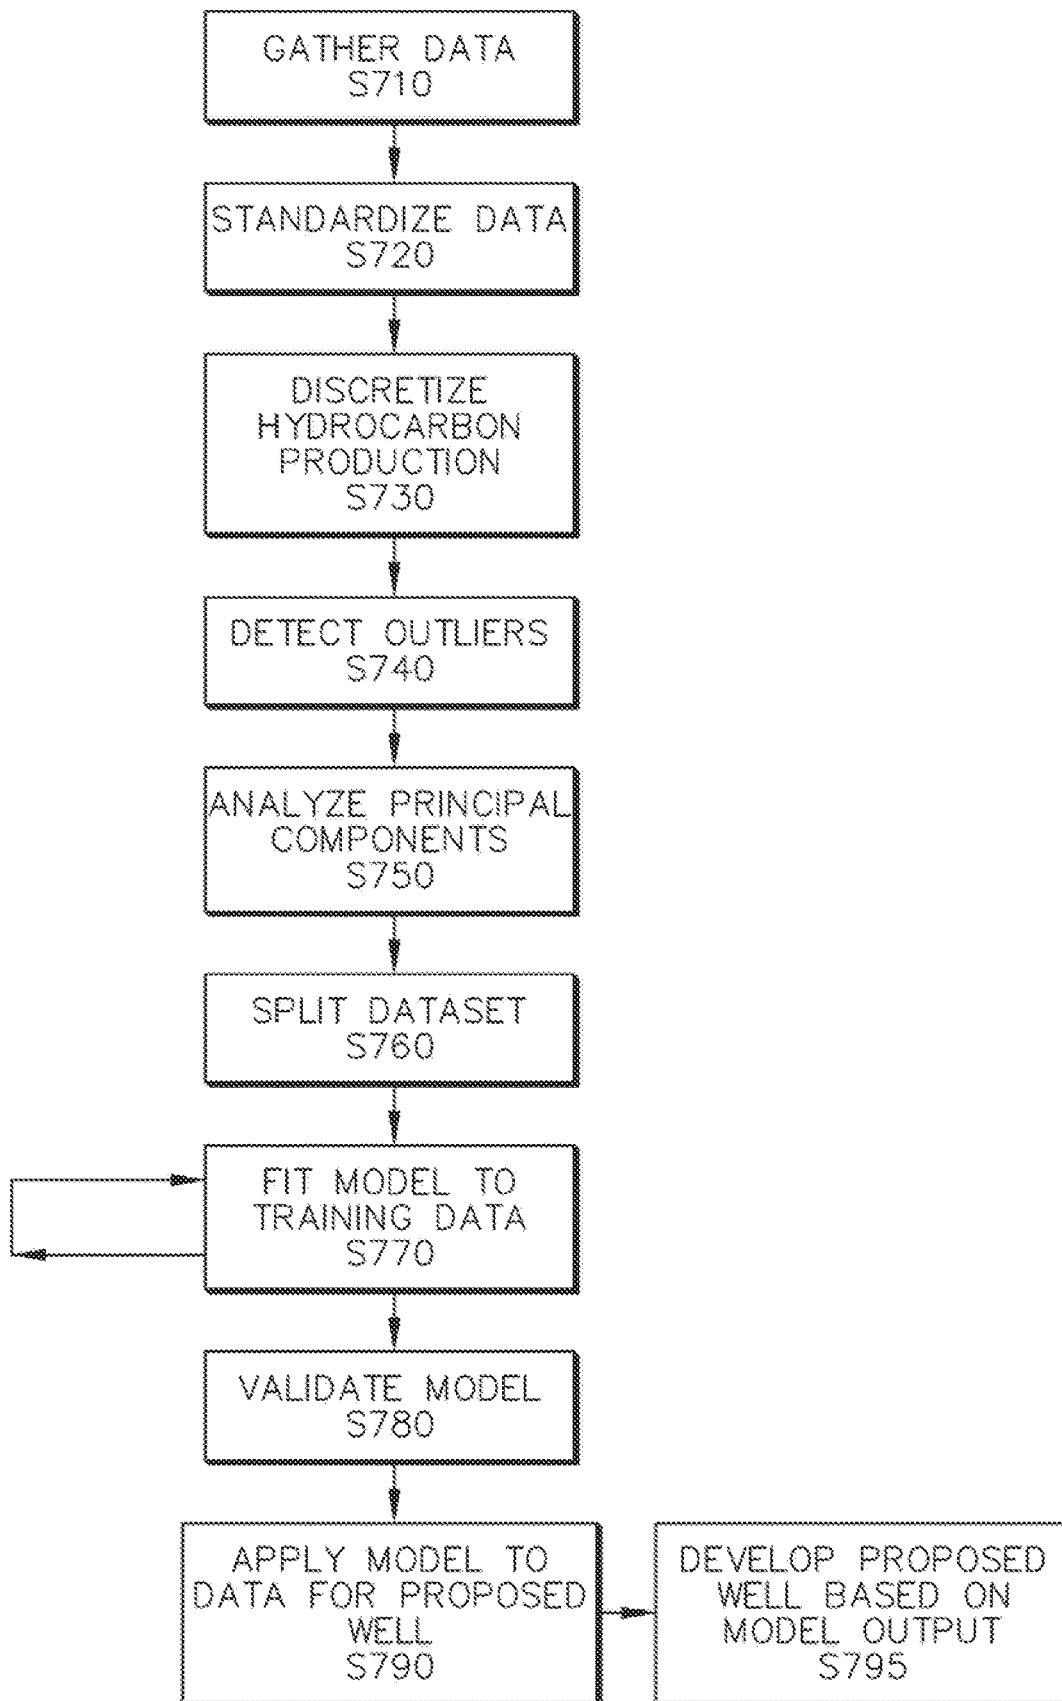 GATHER DATA
S710
STANDARDIZE DATA
S720
DISCRETIZE
HYDROCARBON
PRODUCTION
S730
DETECT OUTLIERS
S740
ANALYZE PRINCIPAL
COMPONENTS
S750
SPLIT DATASET
S760
FIT MODEL TO
TRAINING DATA
S770
VALIDATE MODEL
S780
APPLY MODEL TO
DATA FOR PROPOSED
WELL
S790
DEVELOP PROPOSED
WELL BASED ON
MODEL OUTPUT
S795